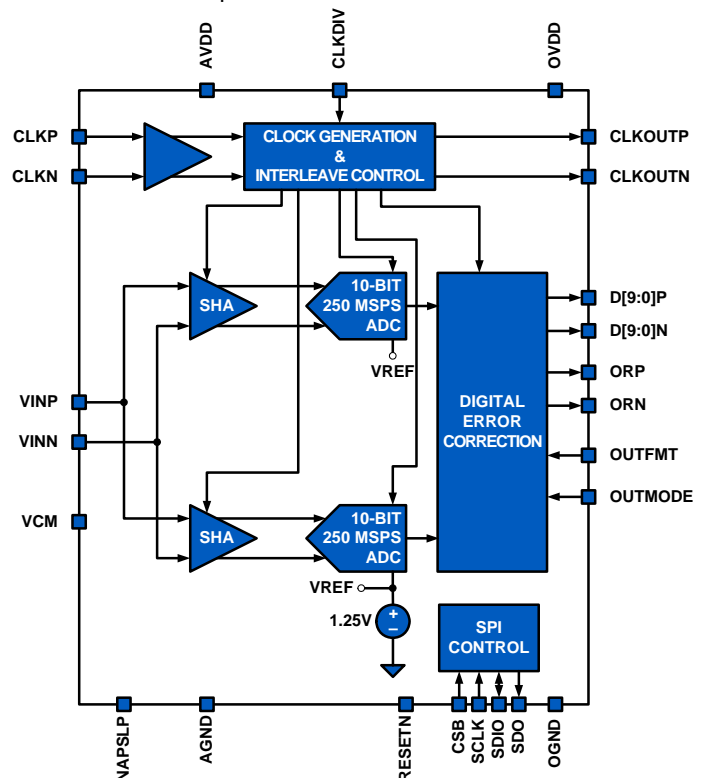 AVDD
CLKDIV
OVDD
CLKP
CLKN
CLOCK GENERATION
&
INTERLEAVE CONTROL
CLKOUTP
CLKOUTN
SHA
10-BIT
250 MSPS
ADC
VREF
D[9:0]P
D[9:0]N
ORP
ORN
OUTFMT
OUTMODE
DIGITAL
ERROR
CORRECTION
VINP
VINN
VCM
SHA
10-BIT
250 MSPS
ADC
VREF
1.25V
+
–
SPI
CONTROL
NAPSLP
AGND
RESETN
CSB
SCLK
SDIO
SDO
OGND